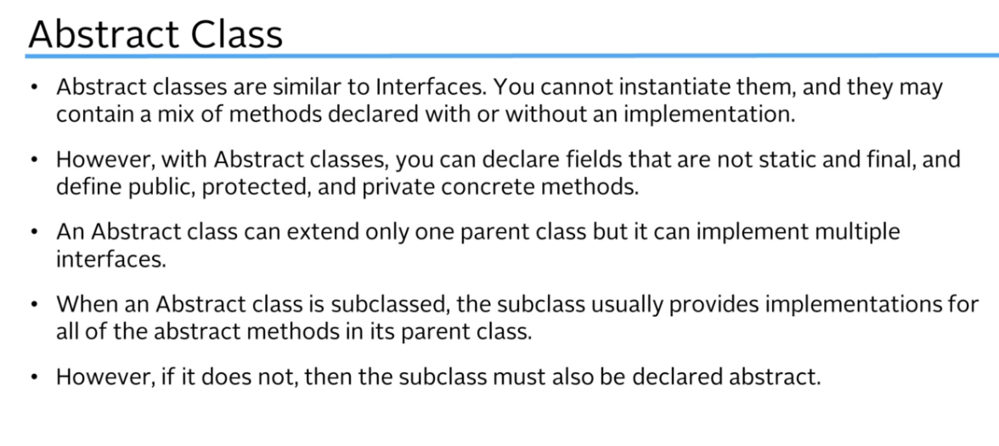 Abstract Class
• Abstract classes are similar to Interfaces. You cannot instantiate them, and they may
contain a mix of methods declared with or without an implementation.
• However, with Abstract classes, you can declare fields that are not static and final, and
define public, protected, and private concrete methods.
• An Abstract class can extend only one parent class but it can implement multiple
interfaces.
• When an Abstract class is subclassed, the subclass usually provides implementations for
all of the abstract methods in its parent class.
• However, if it does not, then the subclass must also be declared abstract.